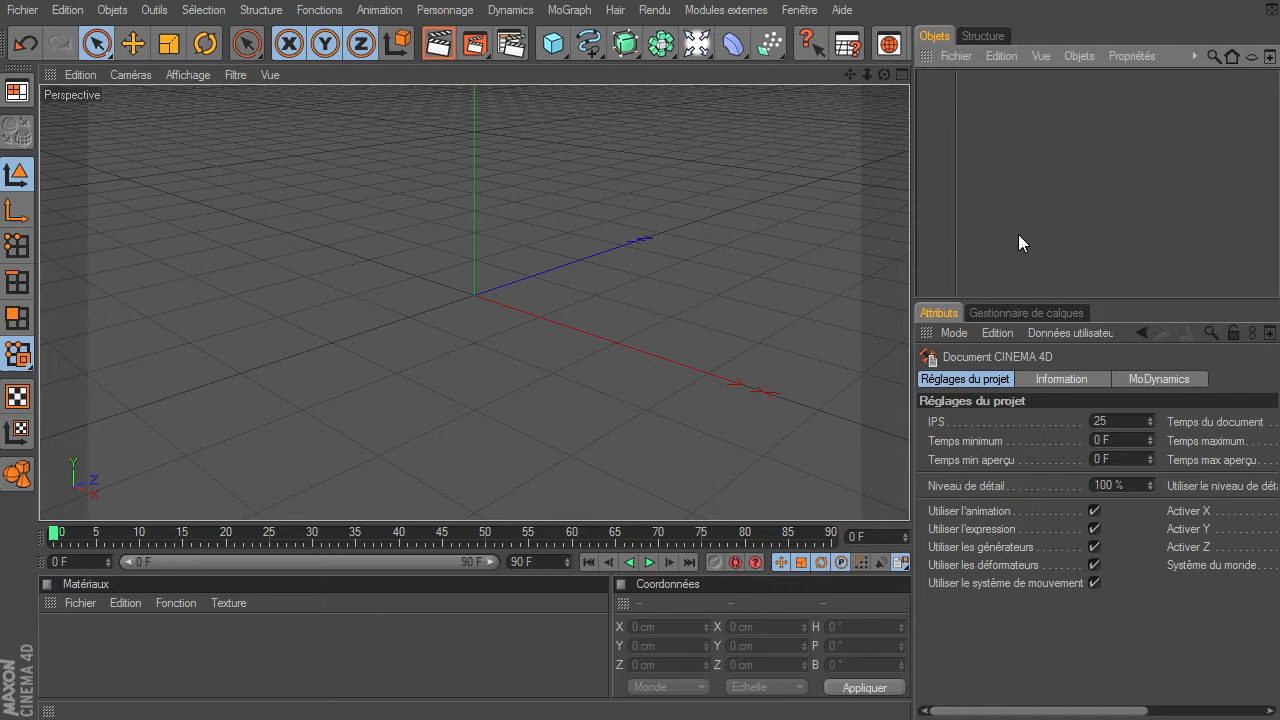 Fichier Edition Objets Outils Sélection Structure Fonctions Animation Personnage Dynamics MoGraph Hair Rendu Modules externes Fenêtre Aide
X Y Z
Objets Structure
Fichier Edition Vue Objets Propriétés
Edition Caméras Affichage Filtre Vue
Perspective
Y
Z
X
Attributs Gestionnaire de calques
Mode Edition Données utilisateu
Document CINEMA 4D
Réglages du projet Information MoDynamics
Réglages du projet
IPS 25 Temps du document
Temps minimum 0 F Temps maximum
Temps min aperçu 0 F Temps max aperçu
Niveau de détail 100 % Utiliser le niveau de déta
Utiliser l'animation Activer X
Utiliser l'expression Activer Y
Utiliser les générateurs Activer Z
Utiliser les déformateurs Système du monde
Utiliser le système de mouvement
0 5 10 15 20 25 30 35 40 45 50 55 60 65 70 75 80 85 90 0 F
0 F 0 F 90 F 90 F P
Matériaux
Fichier Edition Fonction Texture
Coordonnées
-- -- --
X 0 cm X 0 cm H 0 °
Y 0 cm Y 0 cm P 0 °
Z 0 cm Z 0 cm B 0 °
Monde Echelle Appliquer
MAXON
CINEMA 4D